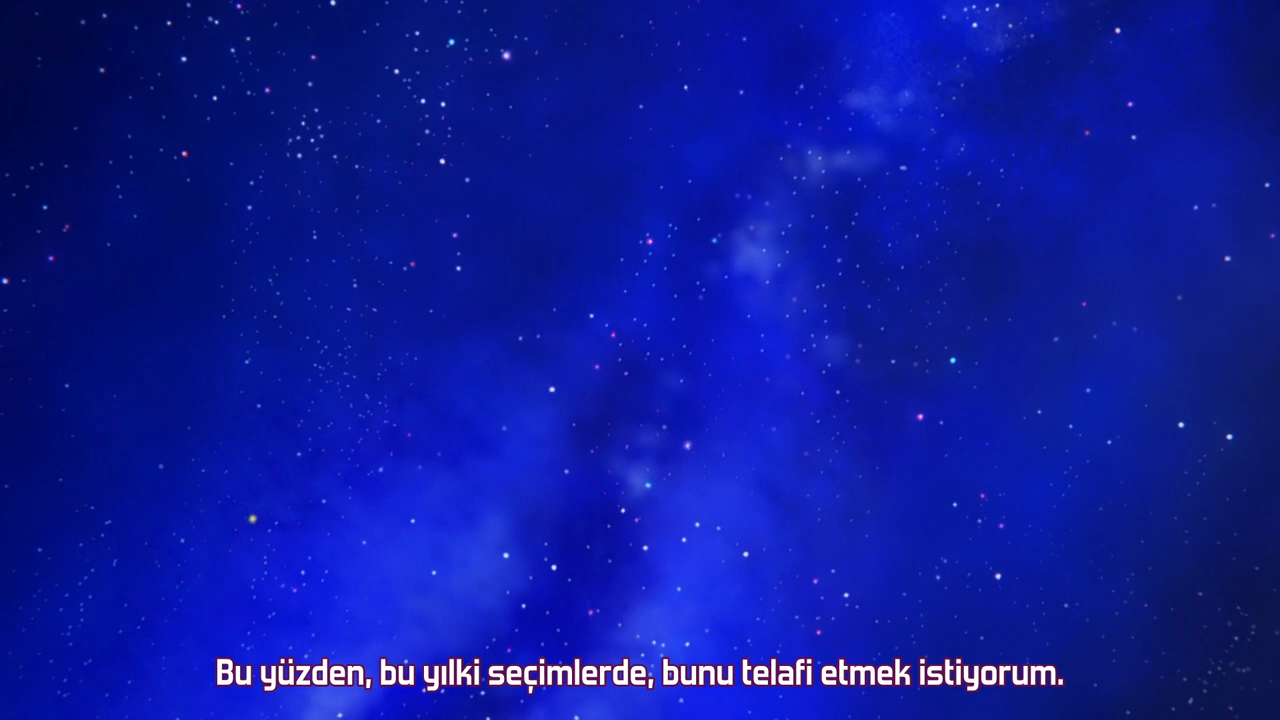 Bu yüzden, bu yılki seçimlerde, bunu telafi etmek istiyorum.